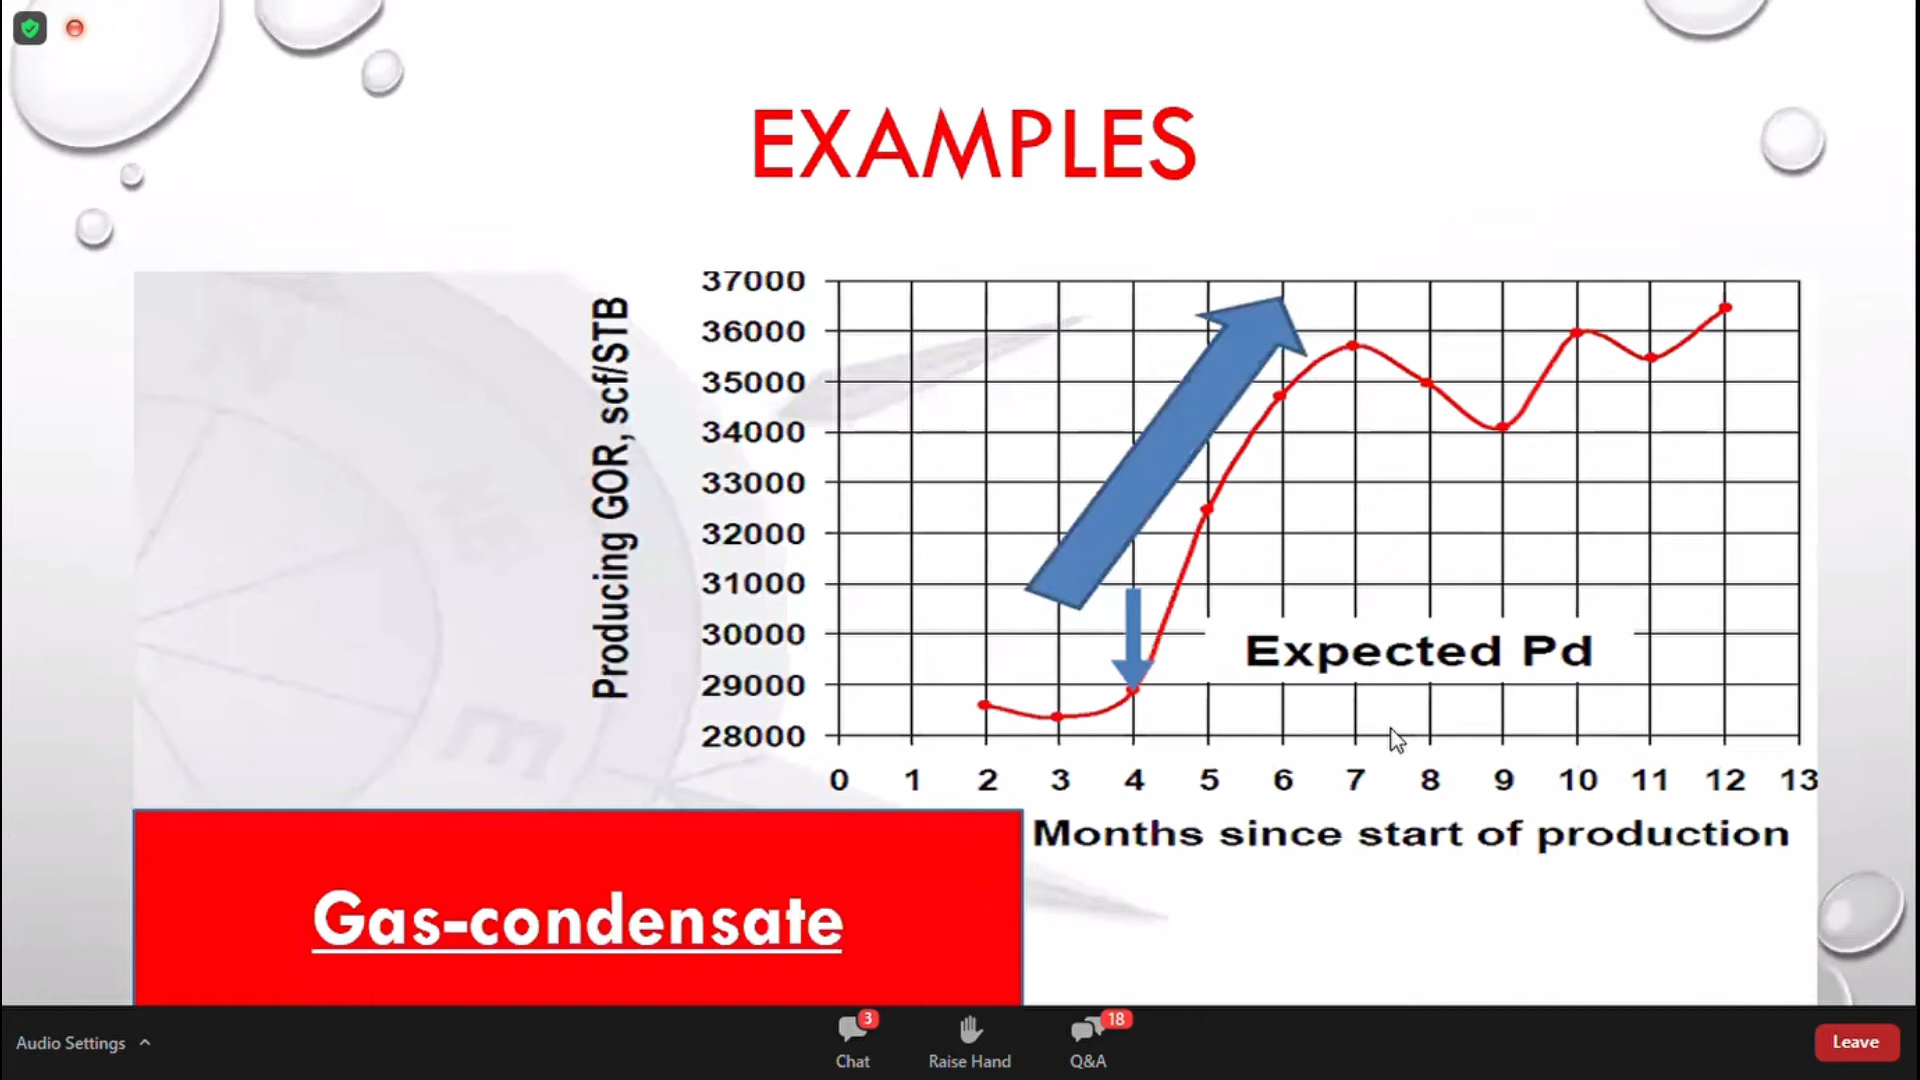 EXAMPLES
Producing GOR, scf/STB
37000
36000
35000
34000
33000
32000
31000
30000
29000
28000
Expected Pd
0 1 2 3 4 5 6 7 8 9 10 11 12 13
Months since start of production
Gas-condensate
Audio Settings
3
Chat
Raise Hand
18
Q&A
Leave